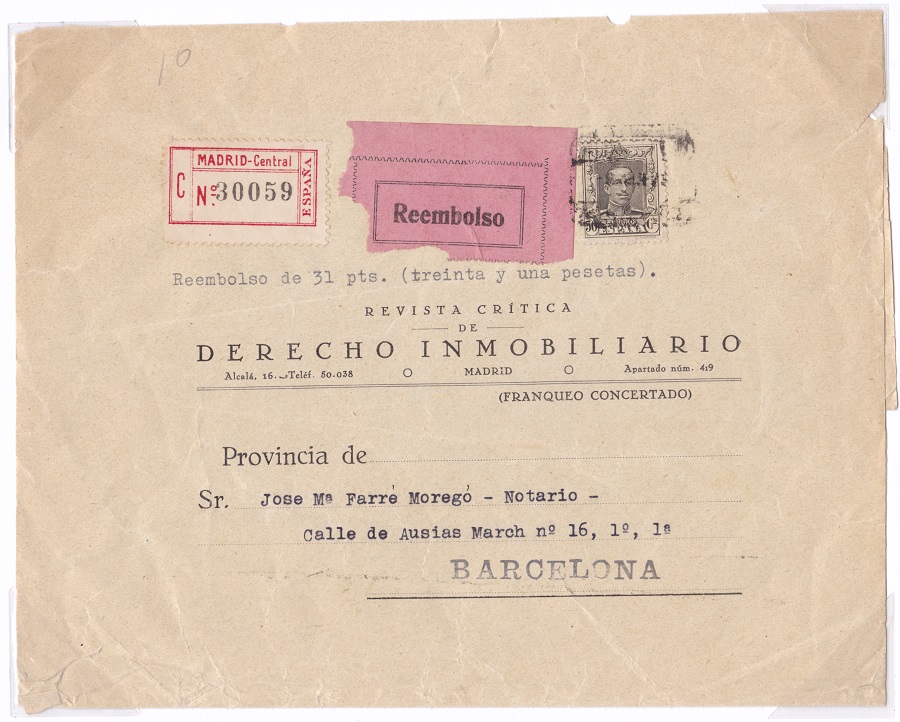 10
MADRID-Central
C Nº 30059
ESPAÑA
Reembolso
ESPAÑA
Reembolso de 31 pts. (treinta y una pesetas).
REVISTA CRÍTICA
DE
DERECHO INMOBILIARIO
Alcalá, 16.-Teléf. 50.038 O MADRID O Apartado núm. 419
(FRANQUEO CONCERTADO)
Provincia de
Sr. Jose Mª Farré Moregó - Notario -
Calle de Ausias March nº 16, 1º, 1ª
BARCELONA